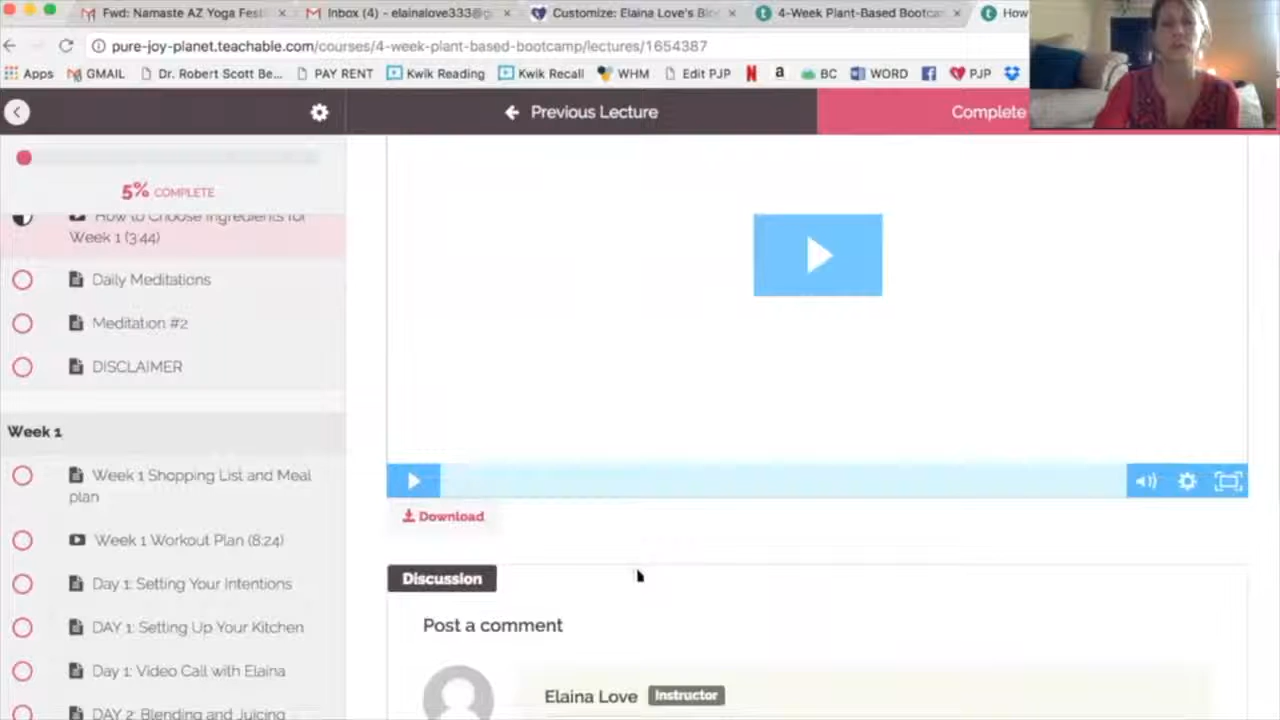 Fwd: Namaste AZ Yoga Festi
Inbox (4) - elainalove333@g
Customize: Elaina Love's Blo
4-Week Plant-Based Bootcam
How
pure-joy-planet.teachable.com/courses/4-week-plant-based-bootcamp/lectures/1654387
Apps GMAIL Dr. Robert Scott Be... PAY RENT Kwik Reading Kwik Recall WHM Edit PJP N a BC WORD PJP
Previous Lecture
Complete
5% COMPLETE
How to Choose Ingredients for
Week 1 (3:44)
Daily Meditations
Meditation #2
DISCLAIMER
Week 1
Week 1 Shopping List and Meal
plan
Week 1 Workout Plan (8:24)
Day 1: Setting Your Intentions
DAY 1: Setting Up Your Kitchen
Day 1: Video Call with Elaina
DAY 2: Blending and Juicing
Download
Discussion
Post a comment
Elaina Love Instructor